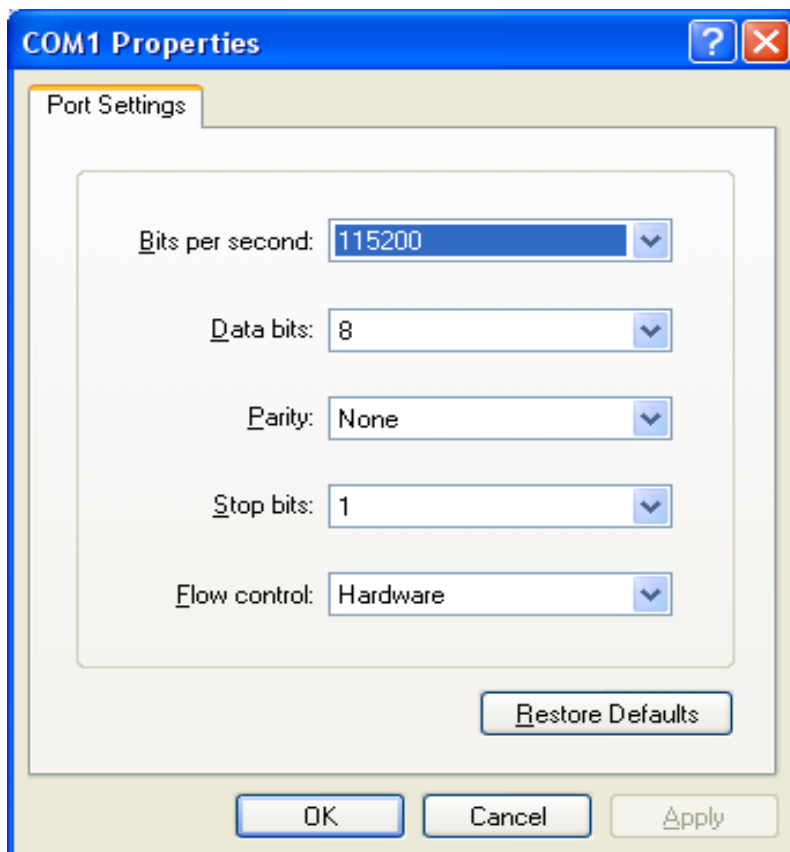 COM1 Properties
Port Settings
Bits per second: 115200
Data bits: 8
Parity: None
Stop bits: 1
Flow control: Hardware
Restore Defaults
OK Cancel Apply